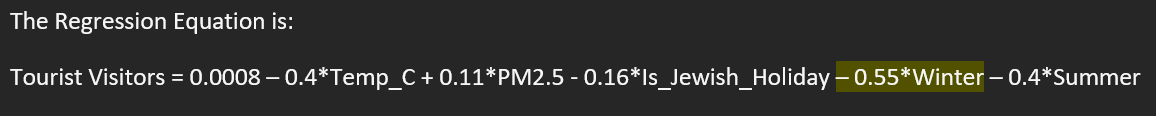 The Regression Equation is:
Tourist Visitors = 0.0008 – 0.4*Temp_C + 0.11*PM2.5 - 0.16*Is_Jewish_Holiday – 0.55*Winter – 0.4*Summer